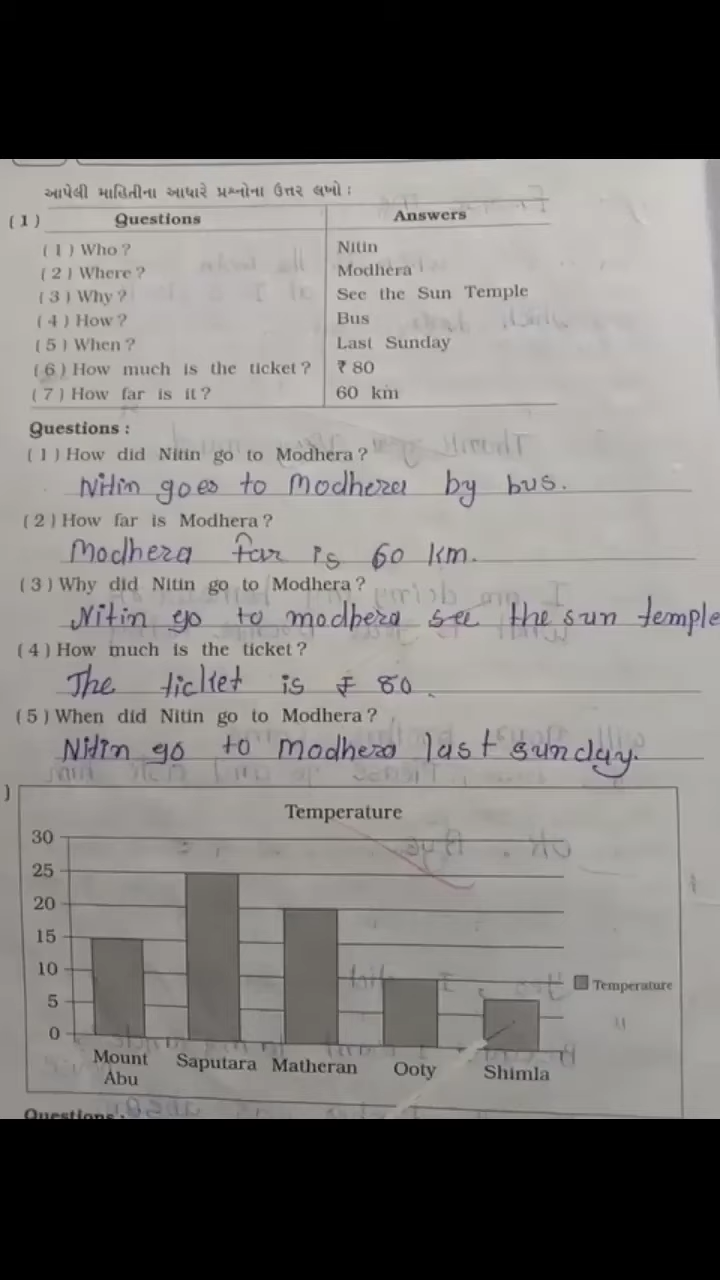 આપેલી માહિતીના આધારે પ્રશ્નોના ઉત્તર લખો :
(1) Questions Answers
(1) Who ? Nitin
(2) Where ? Modhera
(3) Why ? See the Sun Temple
(4) How ? Bus
(5) When ? Last Sunday
(6) How much is the ticket ? ₹ 80
(7) How far is it ? 60 km
Questions :
(1) How did Nitin go to Modhera ?
Nitin goes to Modhera by bus.
(2) How far is Modhera ?
Modhera far is 60 km.
(3) Why did Nitin go to Modhera ?
Nitin go to modhera see the sun temple
(4) How much is the ticket ?
The ticket is ₹ 80.
(5) When did Nitin go to Modhera ?
Nitin go to Modhera last sunday.
)
Temperature
30
25
20
15
10
5
0
Temperature
Mount Abu Saputara Matheran Ooty Shimla
Questions :